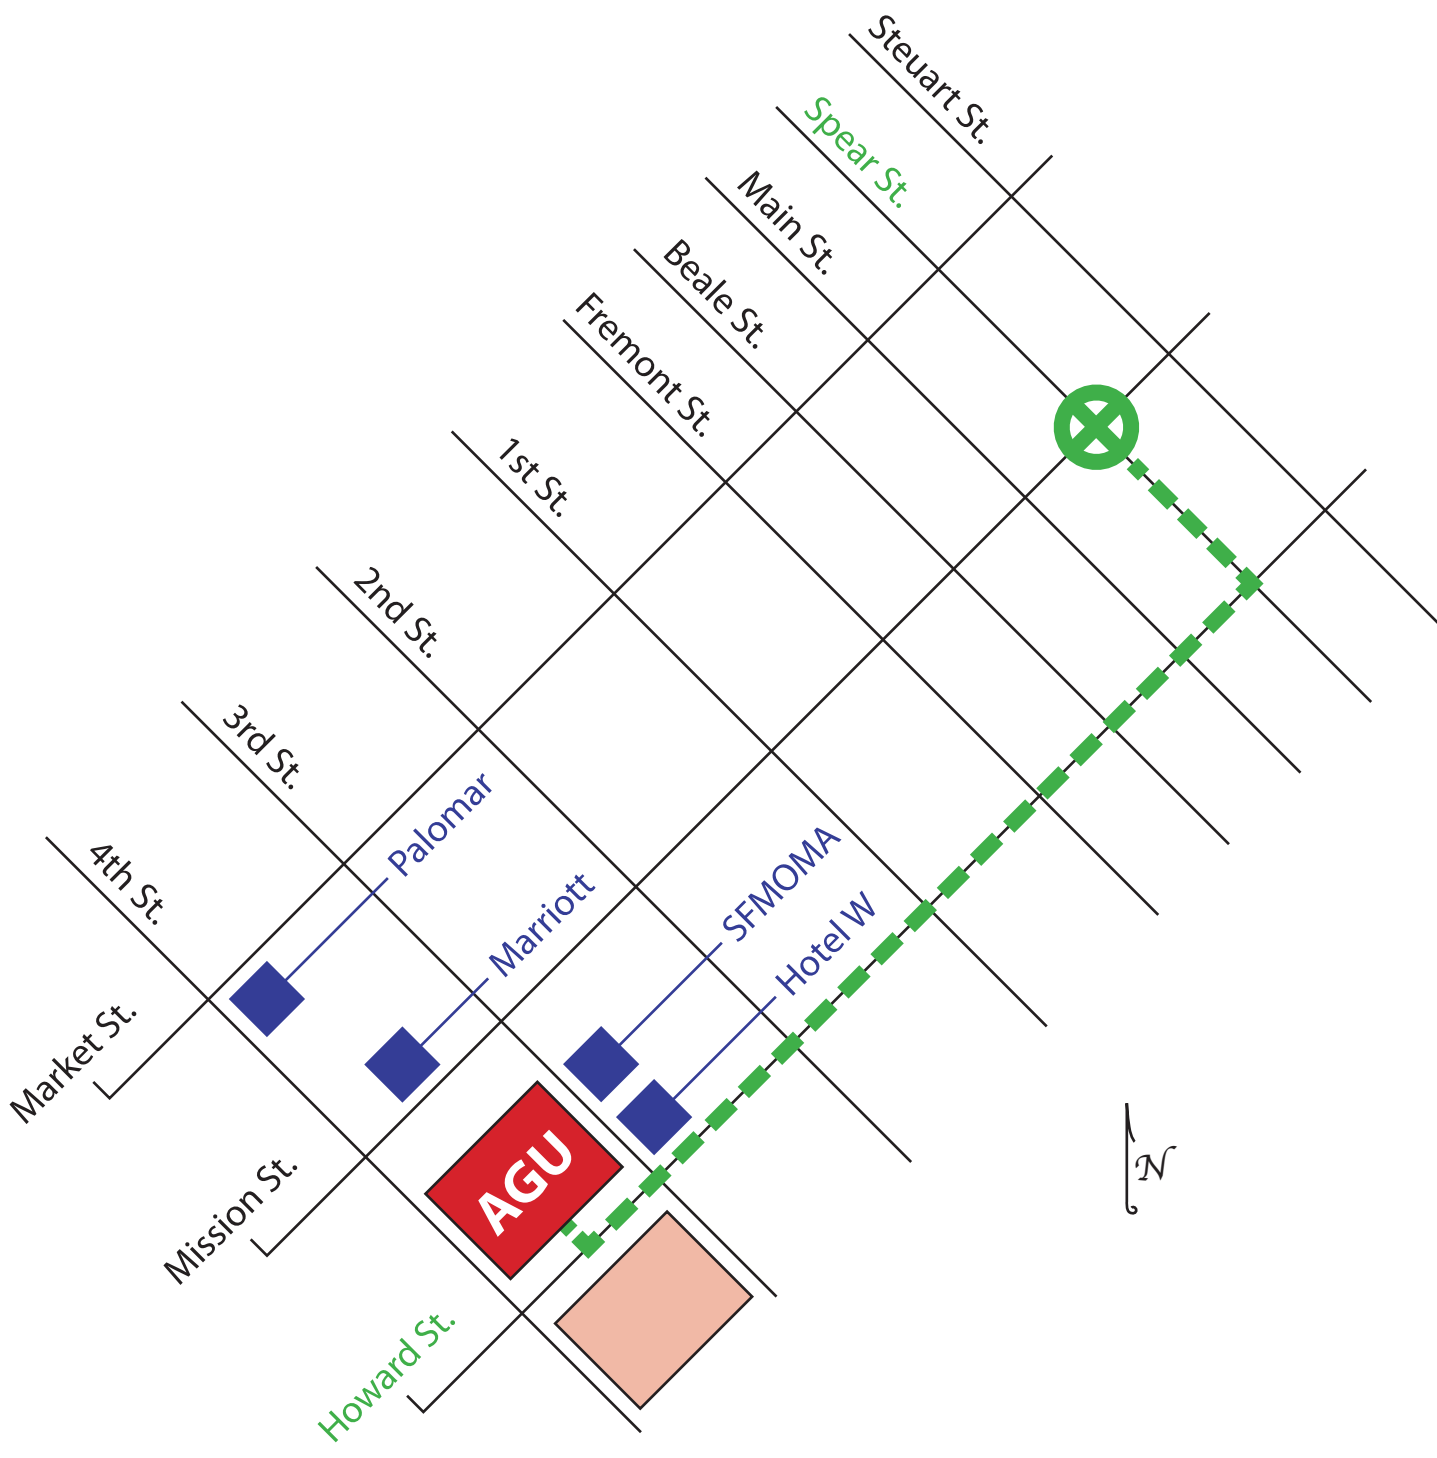 Steuart St.
Spear St.
Main St.
Beale St.
Fremont St.
1st St.
2nd St.
3rd St.
4th St.
Palomar
Marriott
SFMOMA
Hotel W
Market St.
Mission St.
Howard St.
AGU
N